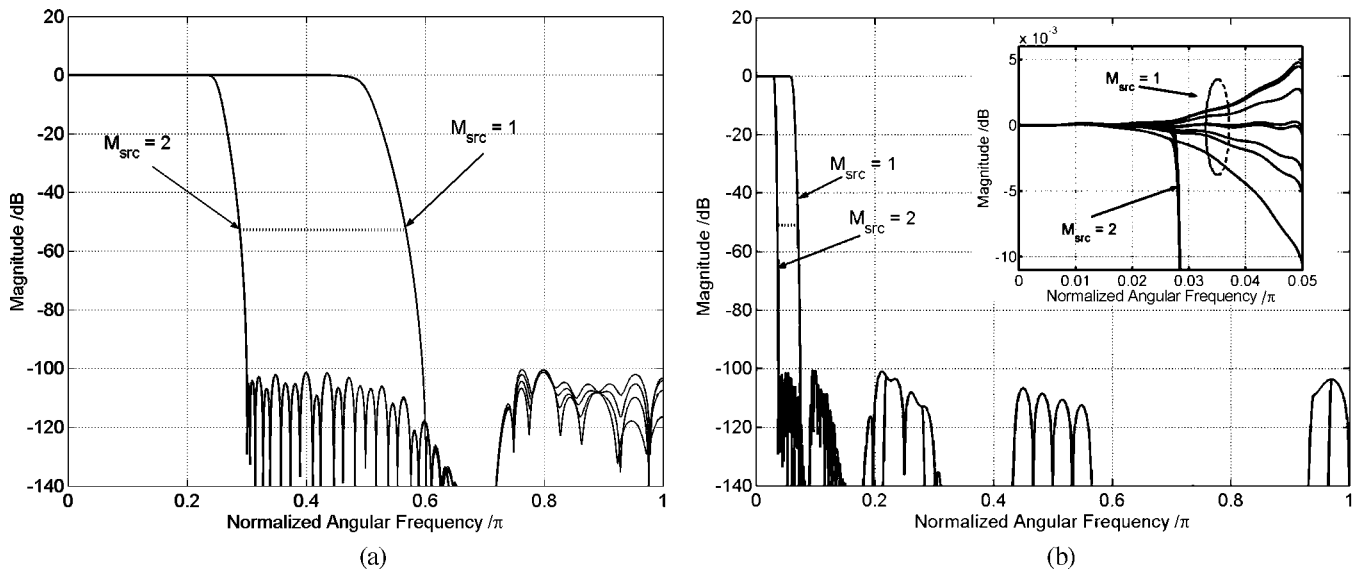 20
0
-20
-40
-60
-80
-100
-120
-140
Magnitude /dB
M_src = 2
M_src = 1
0
0.2
0.4
0.6
0.8
1
Normalized Angular Frequency /π
(a)
20
0
-20
-40
-60
-80
-100
-120
-140
Magnitude /dB
M_src = 1
M_src = 2
0
0.2
0.4
0.6
0.8
1
Normalized Angular Frequency /π
x 10^-3
5
0
-5
-10
Magnitude /dB
M_src = 1
M_src = 2
0
0.01
0.02
0.03
0.04
0.05
Normalized Angular Frequency /π
(b)